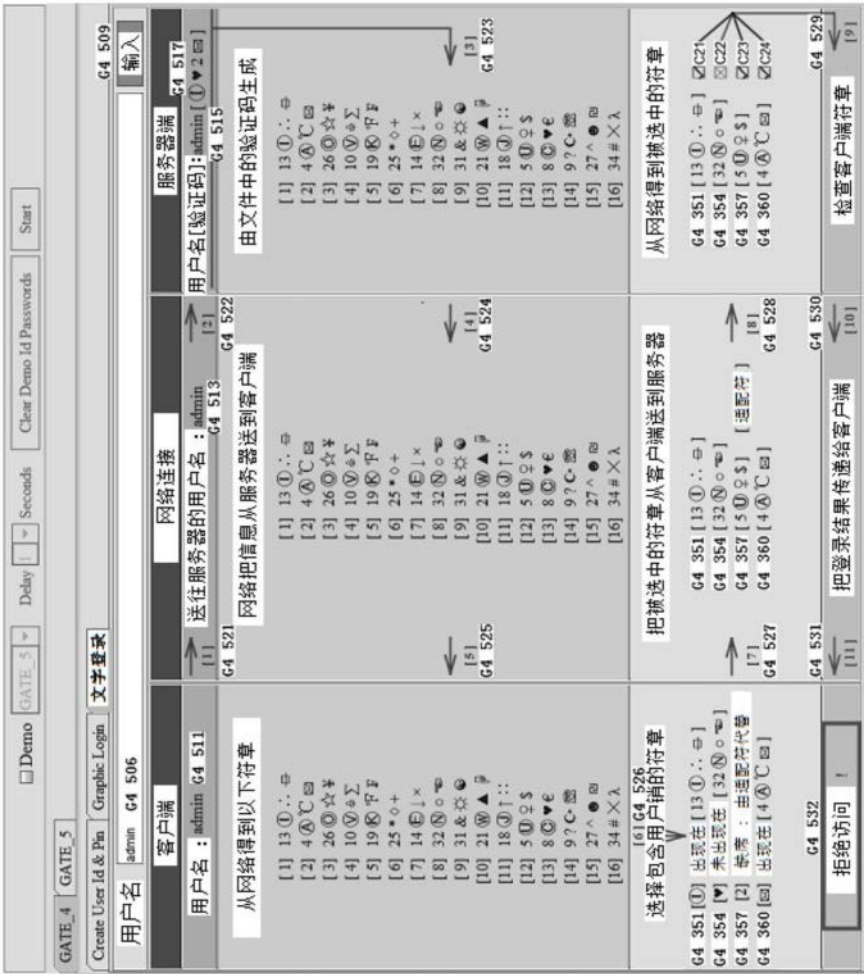 Demo GATE_5 Delay 1 Seconds Clear Demo Id Passwords Start
GATE_4 GATE_5
Create User Id & Pin Graphic Login 文字登录
G4 509
用户名 admin G4 506 输入
客户端
用户名：admin G4 511
从网络得到以下符章
[1] 13
[2] 4 Ⓐ ℃ ✉
[3] 26 Ⓞ ☆ ¥
[4] 10 Ⓥ
[5] 19 Ⓚ
[6] 25 * ◇ +
[7] 14 Ⓔ ↓ ×
[8] 32 Ⓝ ○
[9] 31 & ☼
[10] 21 Ⓦ ▲
[11] 18 Ⓙ ↑ ::
[12] 5 Ⓤ ♀ $
[13] 8 Ⓒ ♥ €
[14] 9 ?
[15] 27 ^
[16] 34 # X λ
[6] G4 526
选择包含用户销的符章
G4 351 [①] 出现在 [13 ① ∴ ]
G4 354 [♥] 未出现在 [32 Ⓝ ○ ]
G4 357 [2] 缺席：由通配符代替
G4 360 [✉] 出现在 [4 Ⓐ ℃ ✉]
G4 532
拒绝访问 !
网络连接
送往服务器的用户名：admin
G4 513
[1] [2]
G4 521 G4 522
网络把信息从服务器送到客户端
[1] 13
[2] 4 Ⓐ ℃ ✉
[3] 26 Ⓞ ☆ ¥
[4] 10 Ⓥ
[5] 19 Ⓚ
[6] 25 * ◇ +
[7] 14 Ⓔ ↓ ×
[8] 32 Ⓝ ○
[9] 31 & ☼
[10] 21 Ⓦ ▲
[11] 18 Ⓙ ↑ ::
[12] 5 Ⓤ ♀ $
[13] 8 Ⓒ ♥ €
[14] 9 ?
[15] 27 ^
[16] 34 # X λ
[5] [4]
G4 525 G4 524
把被选中的符章从客户端送到服务器
G4 351 [13 ① ∴ ]
G4 354 [32 Ⓝ ○ ]
G4 357 [5 Ⓤ ♀ $] [通配符]
G4 360 [4 Ⓐ ℃ ✉]
[7] [8]
G4 527 G4 528
G4 531 G4 530
[11] 把登录结果传递给客户端 [10]
服务器端
G4 517
用户名[验证码]：admin [① ♥ 2 ✉]
G4 515
由文件中的验证码生成
[1] 13
[2] 4 Ⓐ ℃ ✉
[3] 26 Ⓞ ☆ ¥
[4] 10 Ⓥ
[5] 19 Ⓚ
[6] 25 * ◇ +
[7] 14 Ⓔ ↓ ×
[8] 32 Ⓝ ○
[9] 31 & ☼
[10] 21 Ⓦ ▲
[11] 18 Ⓙ ↑ ::
[12] 5 Ⓤ ♀ $
[13] 8 Ⓒ ♥ €
[14] 9 ?
[15] 27 ^
[16] 34 # X λ
[3]
G4 523
从网络得到被选中的符章
G4 351 [13 ① ∴ ] C21
G4 354 [32 Ⓝ ○ ] C22
G4 357 [5 Ⓤ ♀ $] C23
G4 360 [4 Ⓐ ℃ ✉] C24
G4 529
检查客户端符章 [9]